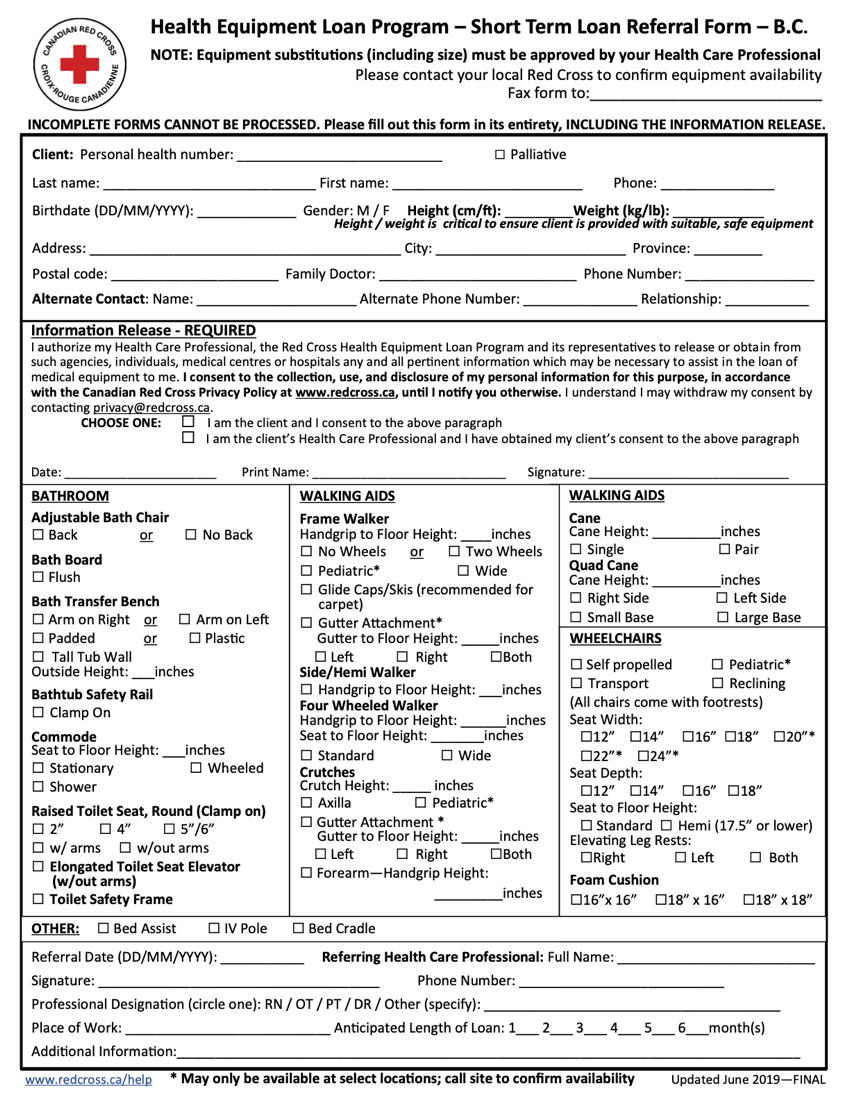 CANADIAN RED CROSS
CROIX-ROUGE CANADIENNE
Health Equipment Loan Program – Short Term Loan Referral Form – B.C.
NOTE: Equipment substitutions (including size) must be approved by your Health Care Professional
Please contact your local Red Cross to confirm equipment availability
Fax form to:____________________________
INCOMPLETE FORMS CANNOT BE PROCESSED. Please fill out this form in its entirety, INCLUDING THE INFORMATION RELEASE.
Client: Personal health number: ___________________________ ☐ Palliative
Last name: ____________________________ First name: _________________________ Phone: _______________
Birthdate (DD/MM/YYYY): _____________ Gender: M / F Height (cm/ft): _________Weight (kg/lb): ____________
Height / weight is critical to ensure client is provided with suitable, safe equipment
Address: _________________________________________ City: _________________________ Province: _________
Postal code: ______________________ Family Doctor: __________________________ Phone Number: _________________
Alternate Contact: Name: _____________________ Alternate Phone Number: _______________ Relationship: ___________
Information Release - REQUIRED
I authorize my Health Care Professional, the Red Cross Health Equipment Loan Program and its representatives to release or obtain from
such agencies, individuals, medical centres or hospitals any and all pertinent information which may be necessary to assist in the loan of
medical equipment to me. I consent to the collection, use, and disclosure of my personal information for this purpose, in accordance
with the Canadian Red Cross Privacy Policy at www.redcross.ca, until I notify you otherwise. I understand I may withdraw my consent by
contacting privacy@redcross.ca.
CHOOSE ONE: ☐ I am the client and I consent to the above paragraph
☐ I am the client's Health Care Professional and I have obtained my client's consent to the above paragraph
Date: ______________________ Print Name: ____________________________ Signature: _____________________________
BATHROOM
Adjustable Bath Chair
☐ Back or ☐ No Back
Bath Board
☐ Flush
Bath Transfer Bench
☐ Arm on Right or ☐ Arm on Left
☐ Padded or ☐ Plastic
☐ Tall Tub Wall
Outside Height: ___inches
Bathtub Safety Rail
☐ Clamp On
Commode
Seat to Floor Height: ___inches
☐ Stationary ☐ Wheeled
☐ Shower
Raised Toilet Seat, Round (Clamp on)
☐ 2” ☐ 4” ☐ 5”/6”
☐ w/ arms ☐ w/out arms
☐ Elongated Toilet Seat Elevator
(w/out arms)
☐ Toilet Safety Frame
WALKING AIDS
Frame Walker
Handgrip to Floor Height: ____inches
☐ No Wheels or ☐ Two Wheels
☐ Pediatric* ☐ Wide
☐ Glide Caps/Skis (recommended for
carpet)
☐ Gutter Attachment*
Gutter to Floor Height: _____inches
☐ Left ☐ Right ☐Both
Side/Hemi Walker
☐ Handgrip to Floor Height: ___inches
Four Wheeled Walker
Handgrip to Floor Height: ______inches
Seat to Floor Height: _______inches
☐ Standard ☐ Wide
Crutches
Crutch Height: _____ inches
☐ Axilla ☐ Pediatric*
☐ Gutter Attachment *
Gutter to Floor Height: _____inches
☐ Left ☐ Right ☐Both
☐ Forearm—Handgrip Height:
_________inches
WALKING AIDS
Cane
Cane Height: _________inches
☐ Single ☐ Pair
Quad Cane
Cane Height: _________inches
☐ Right Side ☐ Left Side
☐ Small Base ☐ Large Base
WHEELCHAIRS
☐ Self propelled ☐ Pediatric*
☐ Transport ☐ Reclining
(All chairs come with footrests)
Seat Width:
☐12” ☐14” ☐16” ☐18” ☐20”*
☐22”* ☐24”*
Seat Depth:
☐12” ☐14” ☐16” ☐18”
Seat to Floor Height:
☐ Standard ☐ Hemi (17.5” or lower)
Elevating Leg Rests:
☐Right ☐ Left ☐ Both
Foam Cushion
☐16”x 16” ☐18” x 16” ☐18” x 18”
OTHER: ☐ Bed Assist ☐ IV Pole ☐ Bed Cradle
Referral Date (DD/MM/YYYY): ___________ Referring Health Care Professional: Full Name: __________________________
Signature: _____________________________________ Phone Number: ___________________________
Professional Designation (circle one): RN / OT / PT / DR / Other (specify): _______________________________________
Place of Work: ___________________________ Anticipated Length of Loan: 1___ 2___ 3___ 4___ 5___ 6___month(s)
Additional Information:__________________________________________________________________________________
www.redcross.ca/help * May only be available at select locations; call site to confirm availability Updated June 2019—FINAL